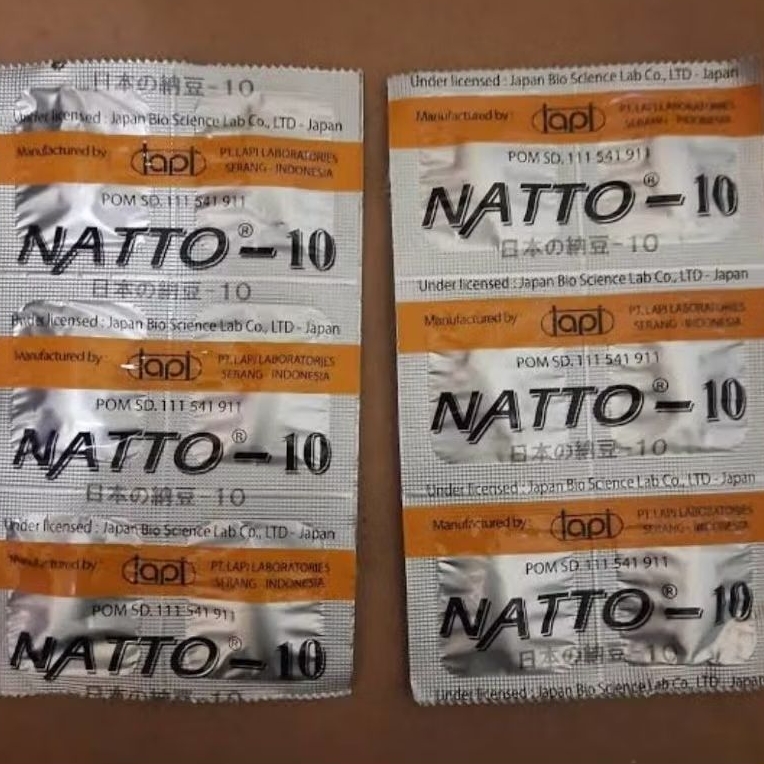 日本の納豆-10
Under licensed : Japan Bio Science Lab Co., LTD - Japan
Manufactured by : lapi PT. LAPI LABORATORIES
SERANG - INDONESIA
POM SD. 111 541 911
NATTO®-10
日本の納豆-10
Under licensed : Japan Bio Science Lab Co., LTD - Japan
Manufactured by : lapi PT. LAPI LABORATORIES
SERANG - INDONESIA
POM SD. 111 541 911
NATTO®-10
日本の納豆-10
Under licensed : Japan Bio Science Lab Co., LTD - Japan
Manufactured by : lapi PT. LAPI LABORATORIES
SERANG - INDONESIA
POM SD. 111 541 911
NATTO®-10
日本の納豆-10
Under licensed : Japan Bio Science Lab Co., LTD - Japan
Manufactured by : lapi PT. LAPI LABORATORIES
SERANG - INDONESIA
POM SD. 111 541 911
NATTO®-10
日本の納豆-10
Under licensed : Japan Bio Science Lab Co., LTD - Japan
Manufactured by : lapi PT. LAPI LABORATORIES
SERANG - INDONESIA
POM SD. 111 541 911
NATTO®-10
日本の納豆-10
Under licensed : Japan Bio Science Lab Co., LTD - Japan
Manufactured by : lapi PT. LAPI LABORATORIES
SERANG - INDONESIA
POM SD. 111 541 911
NATTO®-10
日本の納豆-10
Under licensed : Japan Bio Science Lab Co., LTD - Japan